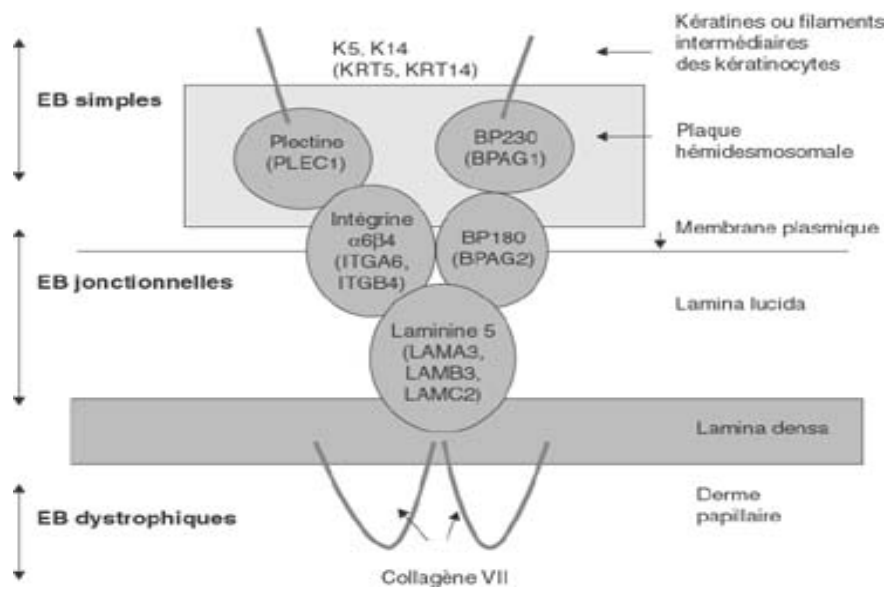 Kératines ou filaments
intermédiaires
des kératinocytes
K5, K14
(KRT5, KRT14)
EB simples
Plectine
(PLEC1)
BP230
(BPAG1)
Plaque
hémidesmosomale
Intégrine
α6β4
(ITGA6,
ITGB4)
BP180
(BPAG2)
Membrane plasmique
EB jonctionnelles
Lamina lucida
Laminine 5
(LAMA3,
LAMB3,
LAMC2)
Lamina densa
EB dystrophiques
Derme
papillaire
Collagène VII